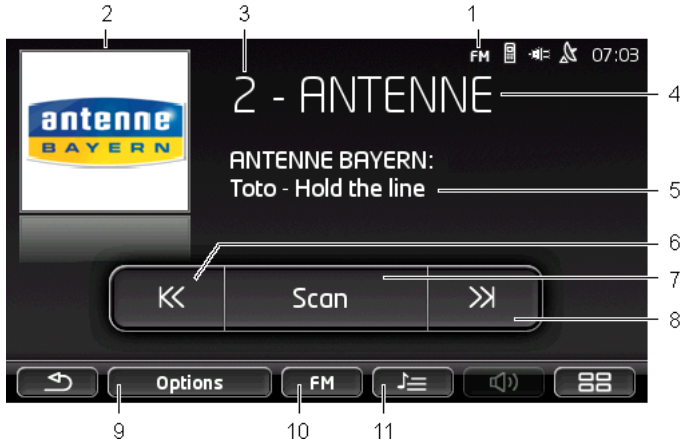 2 3 1
FM 07:03
2 - ANTENNE
4
antenne
BAYERN
ANTENNE BAYERN:
Toto - Hold the line
5
6
Scan
7
8
Options FM
9 10 11